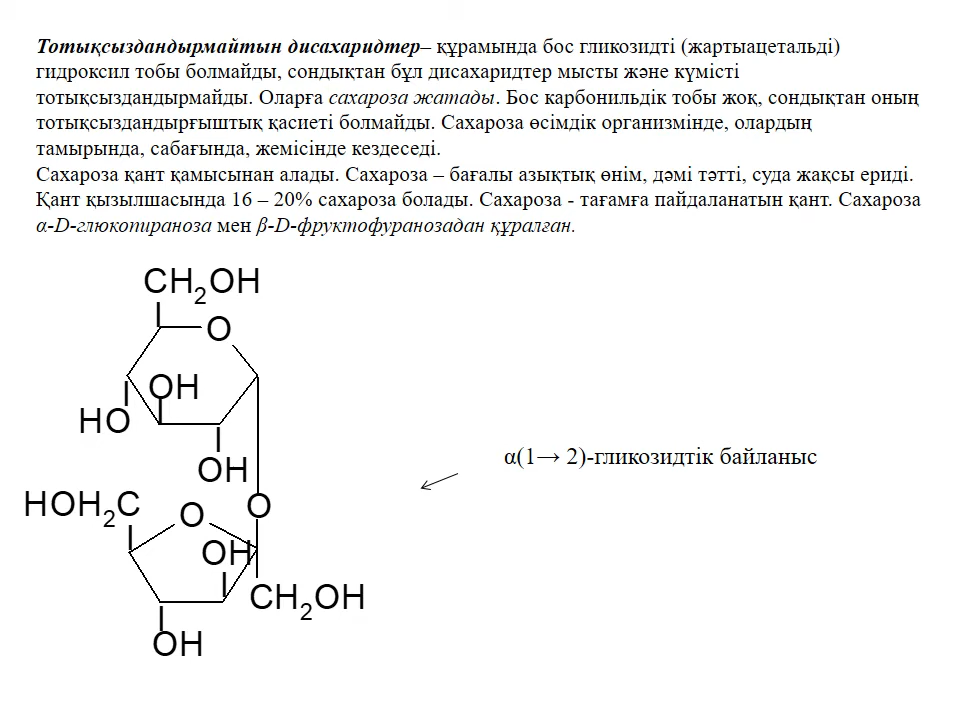 Тотықсыздандырмайтын дисахаридтер– құрамында бос гликозидті (жартыацетальді)
гидроксил тобы болмайды, сондықтан бұл дисахаридтер мысты және күмісті
тотықсыздандырмайды. Оларға сахароза жатады. Бос карбонильдік тобы жоқ, сондықтан оның
тотықсыздандырғыштық қасиеті болмайды. Сахароза өсімдік организмінде, олардың
тамырында, сабағында, жемісінде кездеседі.
Сахароза қант қамысынан алады. Сахароза – бағалы азықтық өнім, дәмі тәтті, суда жақсы ериді.
Қант қызылшасында 16 – 20% сахароза болады. Сахароза - тағамға пайдаланатын қант. Сахароза
α-D-глюкопираноза мен β-D-фруктофуранозадан құралған.
CH2OH
O
OH
HO
OH
α(1→ 2)-гликозидтік байланыс
HOH2C
O
O
OH
CH2OH
OH